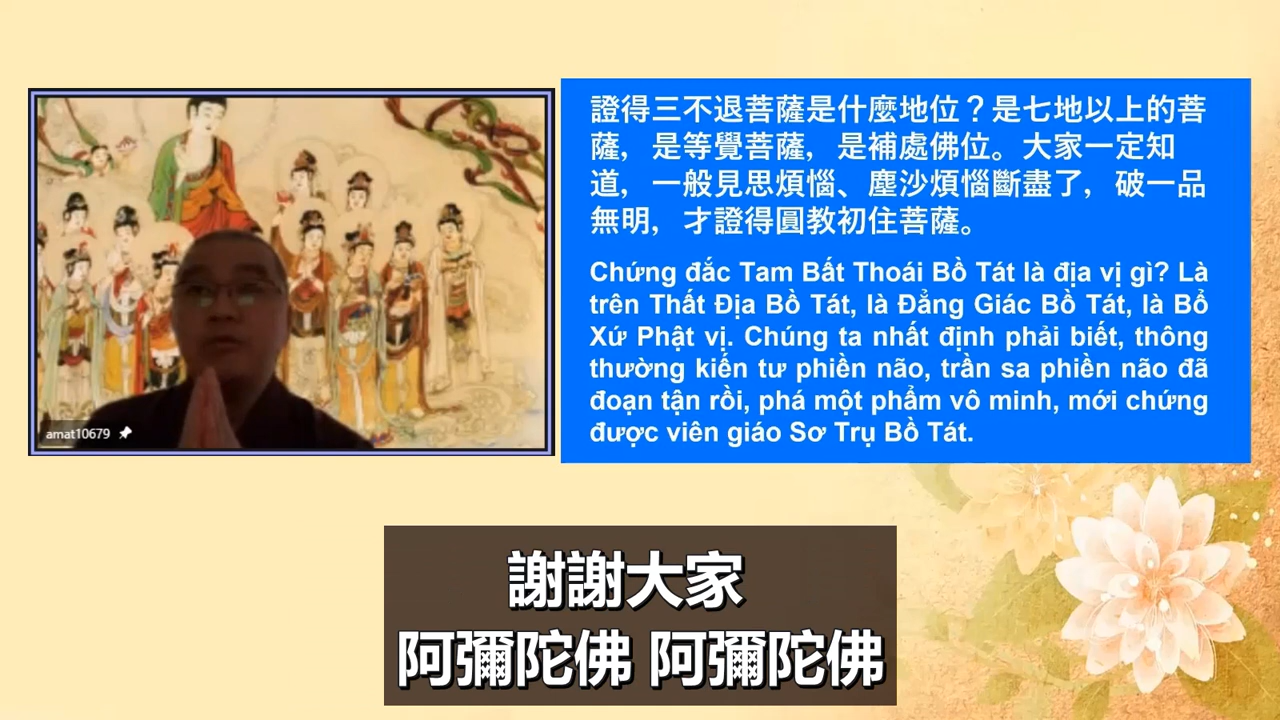 amat10679
證得三不退菩薩是什麼地位？是七地以上的菩
薩，是等覺菩薩，是補處佛位。大家一定知
道，一般見思煩惱、塵沙煩惱斷盡了，破一品
無明，才證得圓教初住菩薩。
Chứng đắc Tam Bất Thoái Bồ Tát là địa vị gì? Là
trên Thất Địa Bồ Tát, là Đẳng Giác Bồ Tát, là Bổ
Xứ Phật vị. Chúng ta nhất định phải biết, thông
thường kiến tư phiền não, trần sa phiền não đã
đoạn tận rồi, phá một phẩm vô minh, mới chứng
được viên giáo Sơ Trụ Bồ Tát.
謝謝大家
阿彌陀佛 阿彌陀佛